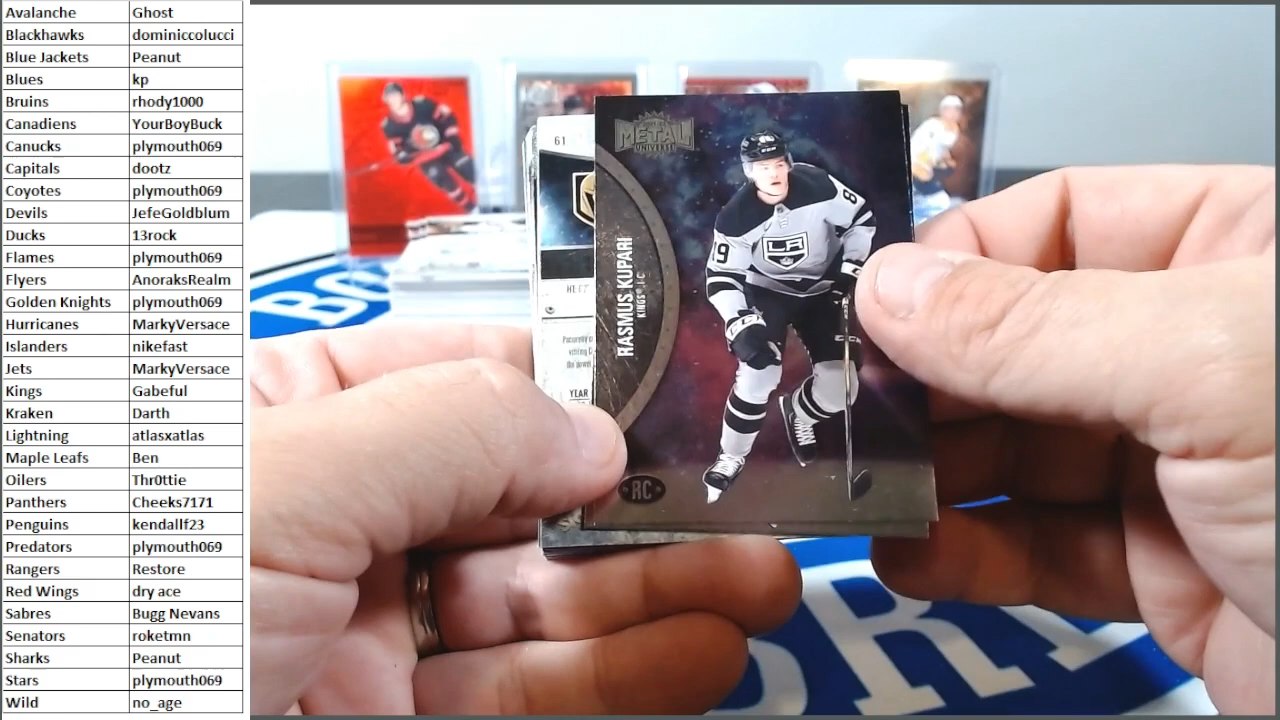 Avalanche Ghost
Blackhawks dominiccolucci
Blue Jackets Peanut
Blues kp
Bruins rhody1000
Canadiens YourBoyBuck
Canucks plymouth069
Capitals dootz
Coyotes plymouth069
Devils JefeGoldblum
Ducks 13rock
Flames plymouth069
Flyers AnoraksRealm
Golden Knights plymouth069
Hurricanes MarkyVersace
Islanders nikefast
Jets MarkyVersace
Kings Gabeful
Kraken Darth
Lightning atlasxatlas
Maple Leafs Ben
Oilers Thr0ttie
Panthers Cheeks7171
Penguins kendallf23
Predators plymouth069
Rangers Restore
Red Wings dry ace
Sabres Bugg Nevans
Senators roketmn
Sharks Peanut
Stars plymouth069
Wild no_age
61
METAL
UNIVERSE
89
19
LA
CCM
RASMUS KUPARI
KINGS
YEAR
RC